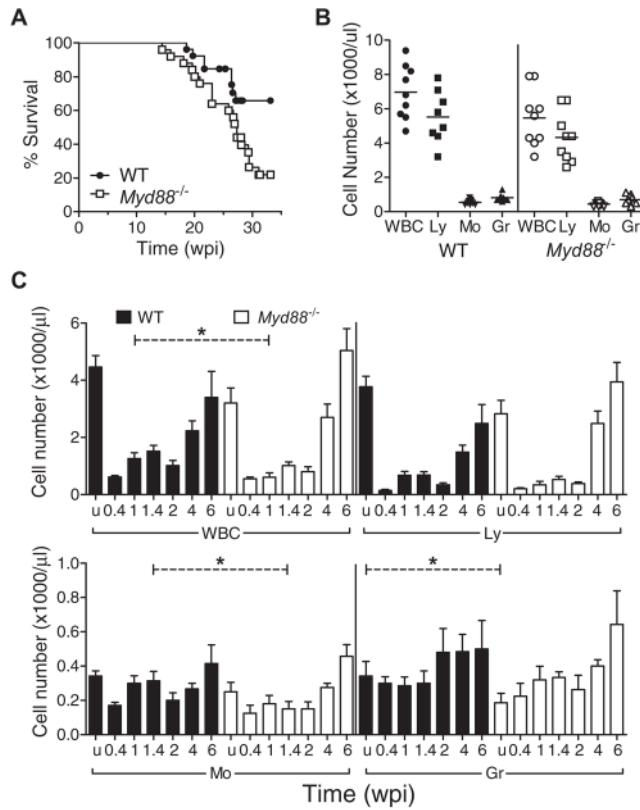 A
% Survival
100
80
60
40
20
0
WT
Myd88-/-
0 10 20 30
Time (wpi)
B
Cell Number (x1000/ul)
10
8
6
4
2
0
WBC Ly Mo Gr WBC Ly Mo Gr
WT Myd88-/-
C
WT Myd88-/-
*
Cell number (x1000/µl)
6
4
2
0
u 0.4 1 1.4 2 4 6 u 0.4 1 1.4 2 4 6 u 0.4 1 1.4 2 4 6 u 0.4 1 1.4 2 4 6
WBC Ly
* *
Cell number (x1000/µl)
1.0
0.8
0.6
0.4
0.2
0.0
u 0.4 1 1.4 2 4 6 u 0.4 1 1.4 2 4 6 u 0.4 1 1.4 2 4 6 u 0.4 1 1.4 2 4 6
Mo Gr
Time (wpi)